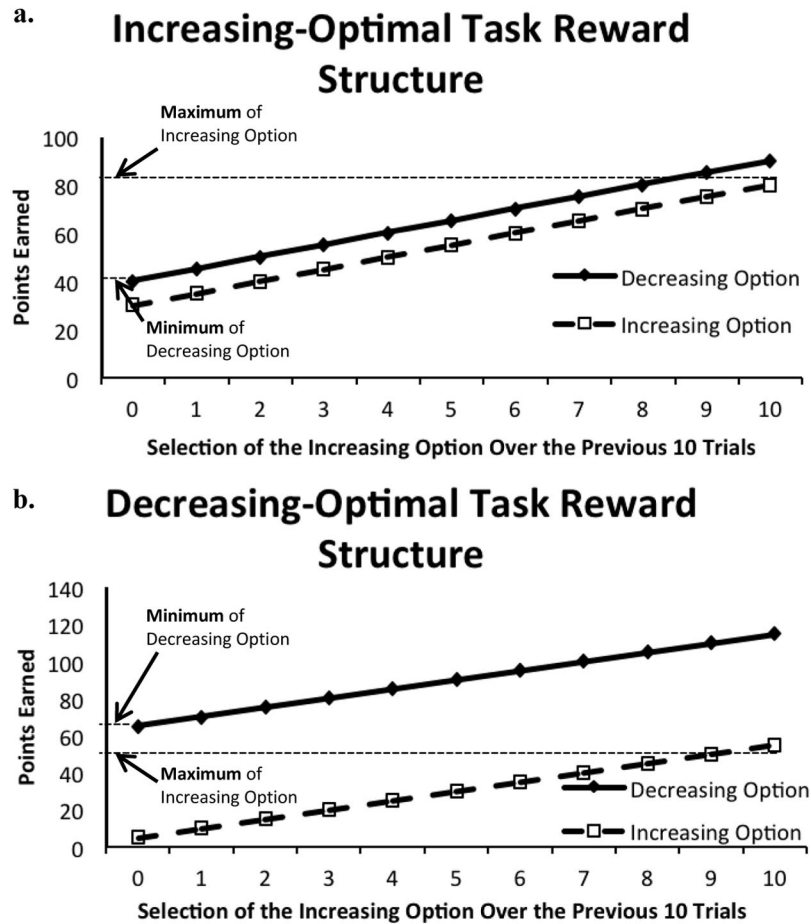 a.
Increasing-Optimal Task Reward
Structure
Maximum of
Increasing Option
100
80
60
40
20
0
Points Earned
Minimum of
Decreasing Option
Decreasing Option
Increasing Option
0 1 2 3 4 5 6 7 8 9 10
Selection of the Increasing Option Over the Previous 10 Trials
b.
Decreasing-Optimal Task Reward
Structure
140
120
100
80
60
40
20
0
Points Earned
Minimum of
Decreasing Option
Maximum of
Increasing Option
Decreasing Option
Increasing Option
0 1 2 3 4 5 6 7 8 9 10
Selection of the Increasing Option Over the Previous 10 Trials